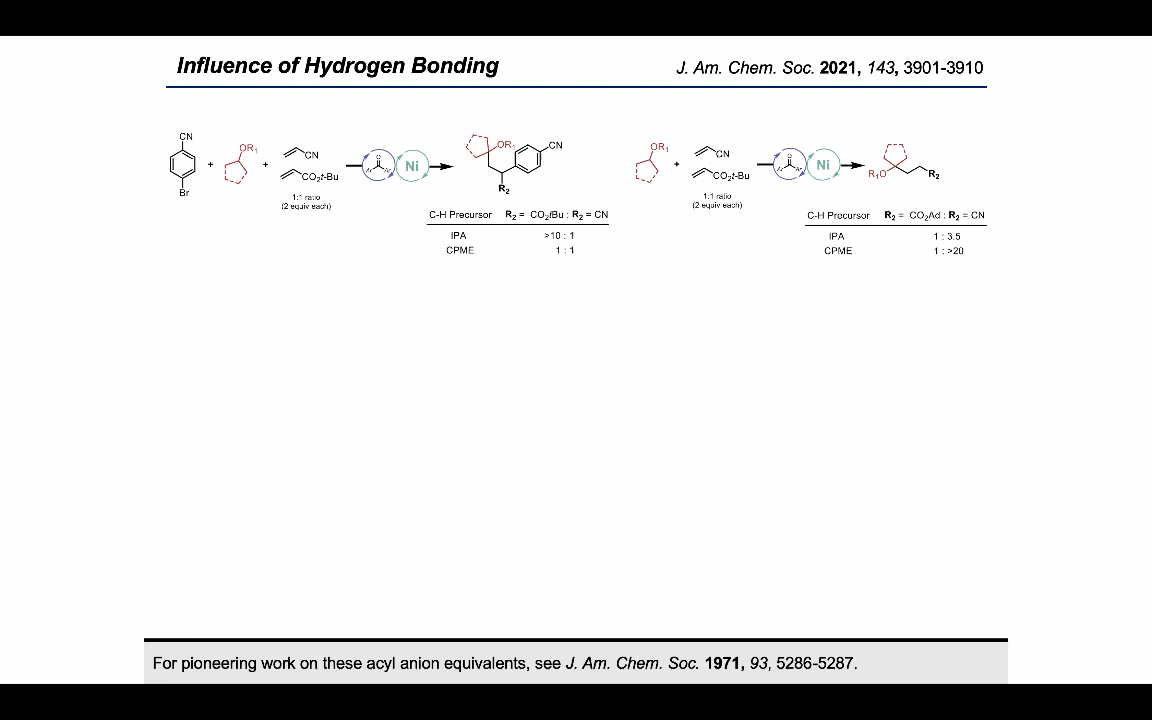 Influence of Hydrogen Bonding
J. Am. Chem. Soc. 2021, 143, 3901-3910
CN
Br
+
OR1
+
CN
CO2t-Bu
1:1 ratio
(2 equiv each)
O
Ar
Ar
Ni
OR1
CN
R2
C-H Precursor R2 = CO2tBu : R2 = CN
IPA >10 : 1
CPME 1 : 1
OR1
+
CN
CO2t-Bu
1:1 ratio
(2 equiv each)
O
Ar
Ar
Ni
R1O
R2
C-H Precursor R2 = CO2Ad : R2 = CN
IPA 1 : 3.5
CPME 1 : >20
For pioneering work on these acyl anion equivalents, see J. Am. Chem. Soc. 1971, 93, 5286-5287.